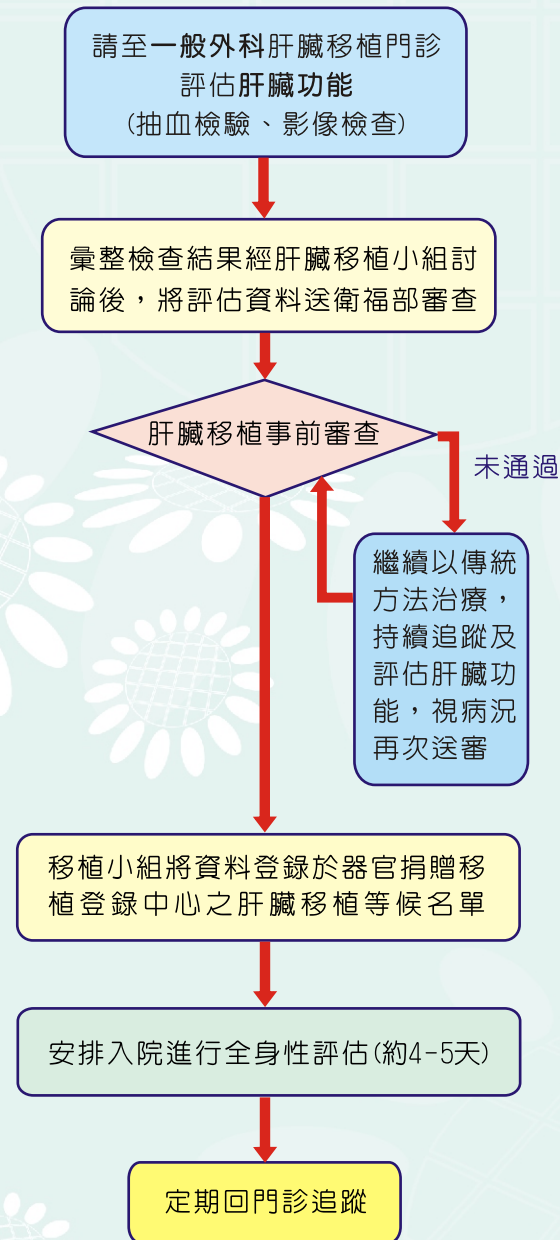 請至一般外科肝臟移植門診
評估肝臟功能
(抽血檢驗、影像檢查)
彙整檢查結果經肝臟移植小組討
論後，將評估資料送衛福部審查
肝臟移植事前審查
未通過
繼續以傳統
方法治療，
持續追蹤及
評估肝臟功
能，視病況
再次送審
移植小組將資料登錄於器官捐贈移
植登錄中心之肝臟移植等候名單
安排入院進行全身性評估(約4-5天)
定期回門診追蹤